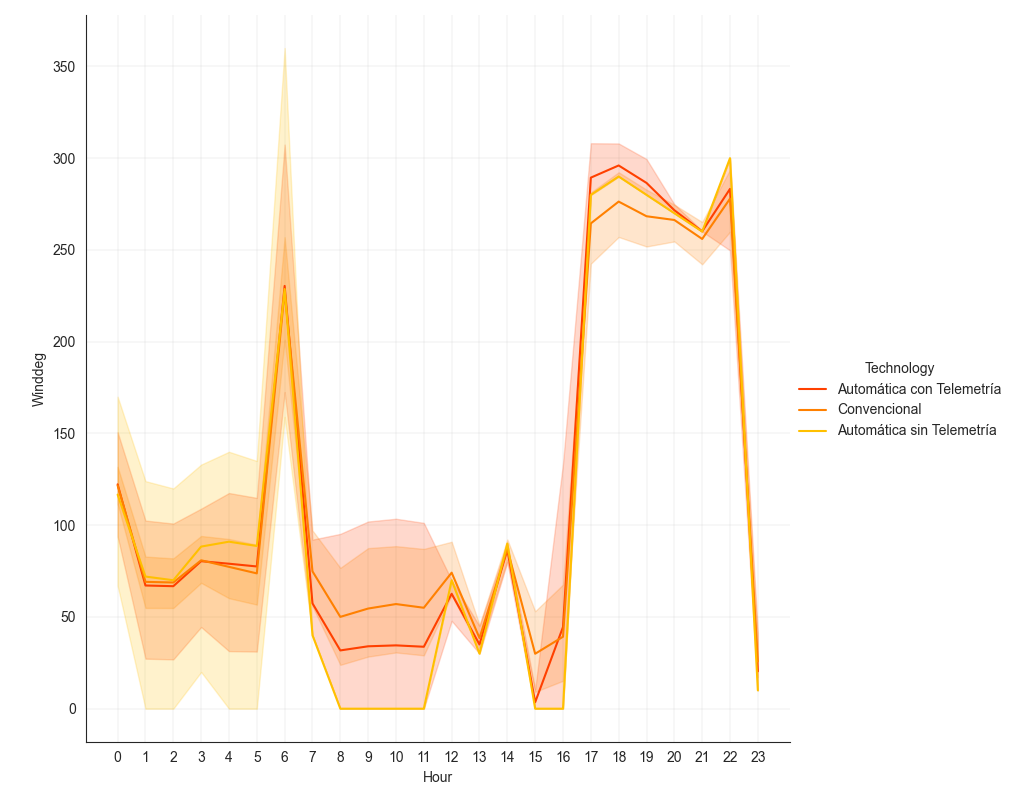 350
300
250
200
150
100
50
0
Winddeg
0 1 2 3 4 5 6 7 8 9 10 11 12 13 14 15 16 17 18 19 20 21 22 23
Hour
Technology
Automática con Telemetría
Convencional
Automática sin Telemetría